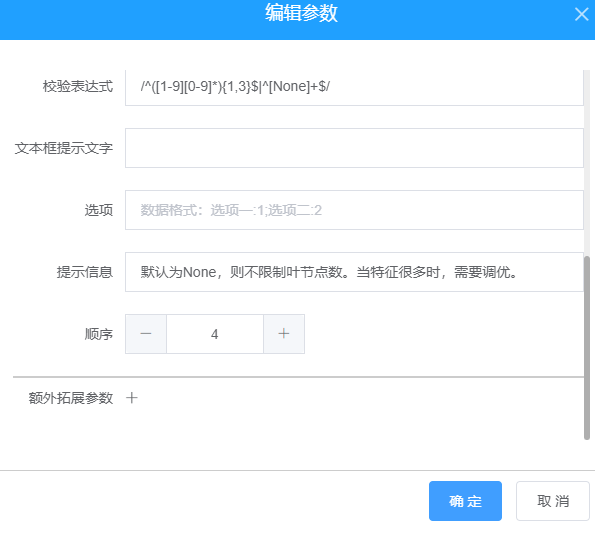 编辑参数
校验表达式
/^([1-9][0-9]*){1,3}$|^[None]+$/
文本框提示文字
选项
数据格式：选项一:1;选项二:2
提示信息
默认为None，则不限制叶节点数。当特征很多时，需要调优。
顺序
4
额外拓展参数
确 定
取 消